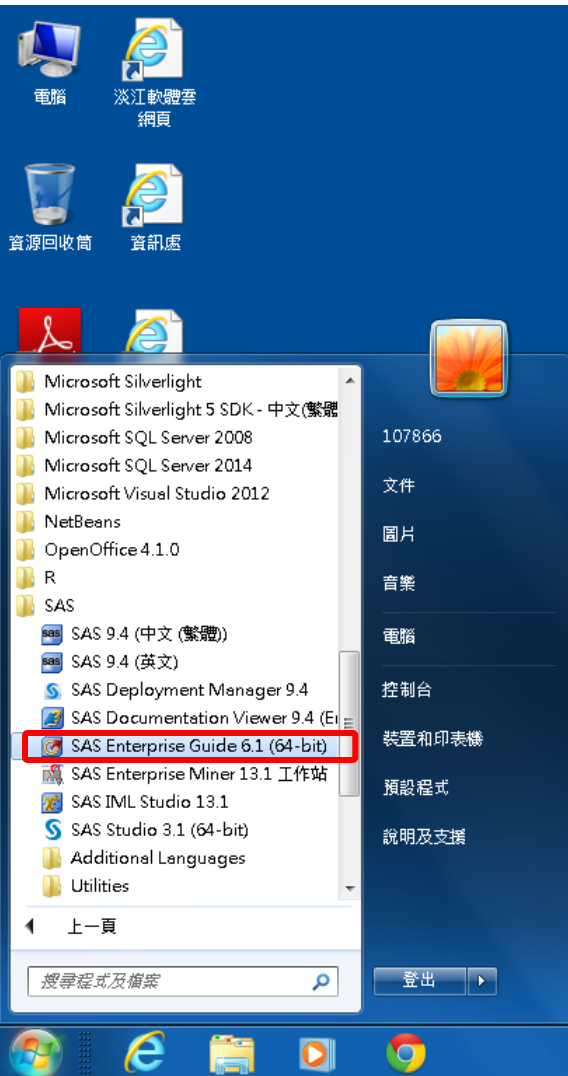 電腦
淡江軟體雲
網頁
資源回收筒
資訊處
Microsoft Silverlight
Microsoft Silverlight 5 SDK - 中文(繁體
Microsoft SQL Server 2008
Microsoft SQL Server 2014
Microsoft Visual Studio 2012
NetBeans
OpenOffice 4.1.0
R
SAS
SAS 9.4 (中文 (繁體))
SAS 9.4 (英文)
SAS Deployment Manager 9.4
SAS Documentation Viewer 9.4 (En
SAS Enterprise Guide 6.1 (64-bit)
SAS Enterprise Miner 13.1 工作站
SAS IML Studio 13.1
SAS Studio 3.1 (64-bit)
Additional Languages
Utilities
上一頁
搜尋程式及檔案
107866
文件
圖片
音樂
電腦
控制台
裝置和印表機
預設程式
說明及支援
登出